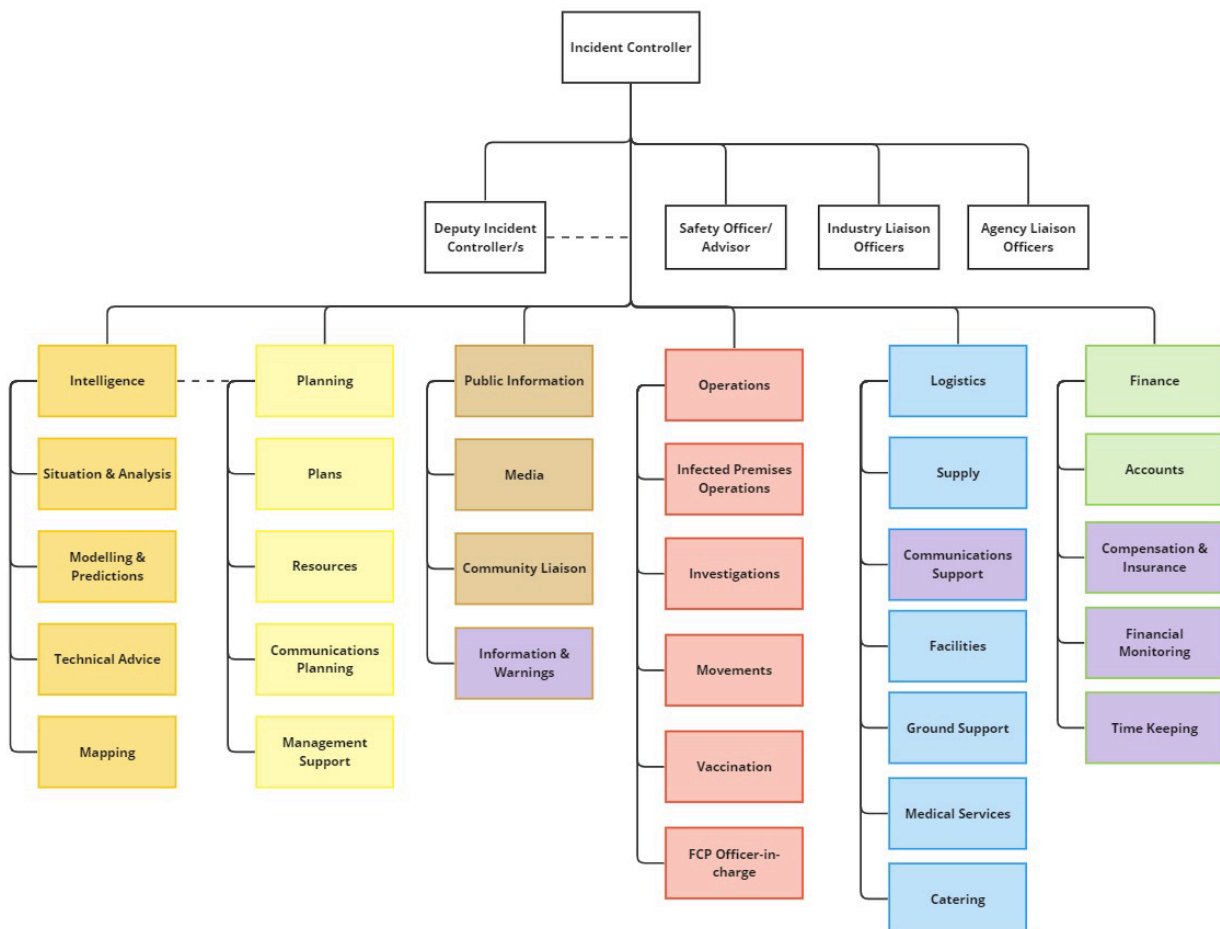 Incident Controller
Deputy Incident
Controller/s
Safety Officer/
Advisor
Industry Liaison
Officers
Agency Liaison
Officers
Intelligence
Situation & Analysis
Modelling &
Predictions
Technical Advice
Mapping
Planning
Plans
Resources
Communications
Planning
Management
Support
Public Information
Media
Community Liaison
Information &
Warnings
Operations
Infected Premises
Operations
Investigations
Movements
Vaccination
FCP Officer-in-
charge
Logistics
Supply
Communications
Support
Facilities
Ground Support
Medical Services
Catering
Finance
Accounts
Compensation &
Insurance
Financial
Monitoring
Time Keeping